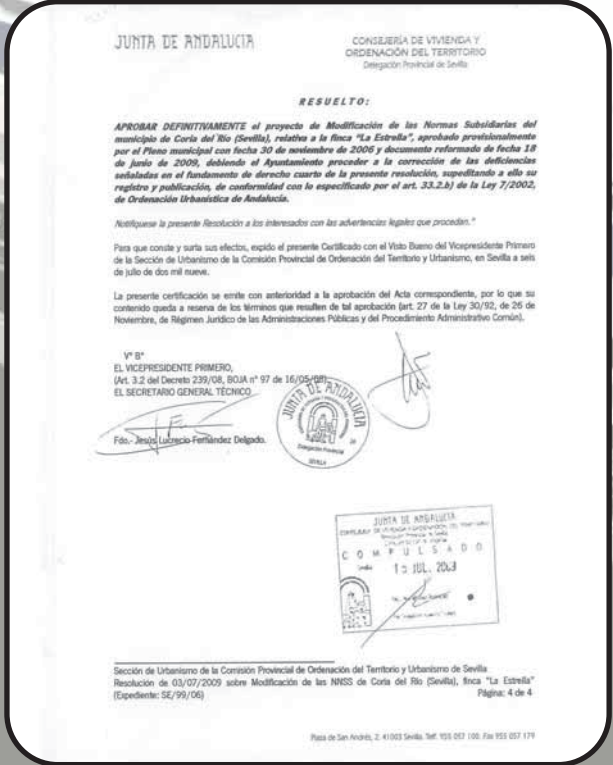 JUNTA DE ANDALUCIA
CONSEJERÍA DE VIVIENDA Y
ORDENACIÓN DEL TERRITORIO
Delegación Provincial de Sevilla
RESUELTO:
APROBAR DEFINITIVAMENTE el proyecto de Modificación de las Normas Subsidiarias del
municipio de Coria del Río (Sevilla), relativa a la finca "La Estrella", aprobado provisionalmente
por el Pleno municipal con fecha 30 de noviembre de 2006 y documento reformado de fecha 18
de junio de 2009, debiendo el Ayuntamiento proceder a la corrección de las deficiencias
señaladas en el fundamento de derecho cuarto de la presente resolución, supeditando a ello su
registro y publicación, de conformidad con lo especificado por el art. 33.2.b) de la Ley 7/2002,
de Ordenación Urbanística de Andalucía.
Notifíquese la presente Resolución a los interesados con las advertencias legales que procedan."
Para que conste y surta sus efectos, expido el presente Certificado con el Visto Bueno del Vicepresidente Primero
de la Sección de Urbanismo de la Comisión Provincial de Ordenación del Territorio y Urbanismo, en Sevilla a seis
de julio de dos mil nueve.
La presente certificación se emite con anterioridad a la aprobación del Acta correspondiente, por lo que su
contenido queda a reserva de los términos que resulten de tal aprobación (art. 27 de la Ley 30/92, de 26 de
Noviembre, de Régimen Jurídico de las Administraciones Públicas y del Procedimiento Administrativo Común).
Vº Bº
EL VICEPRESIDENTE PRIMERO,
(Art. 3.2 del Decreto 239/08, BOJA nº 97 de 16/05/08)
EL SECRETARIO GENERAL TÉCNICO
Fdo.- Jesús Lucrecio Fernández Delgado.
JUNTA DE ANDALUCIA
Delegación Provincial
SEVILLA
JUNTA DE ANDALUCIA
COMPULSADO
Sevilla
JUL.
Sección de Urbanismo de la Comisión Provincial de Ordenación del Territorio y Urbanismo de Sevilla
Resolución de 03/07/2009 sobre Modificación de las NNSS de Coria del Río (Sevilla), finca "La Estrella"
(Expediente: SE/99/06)
Página: 4 de 4
Plaza de San Andrés, 2. 41003 Sevilla. Telf. 955 057 100. Fax 955 057 179